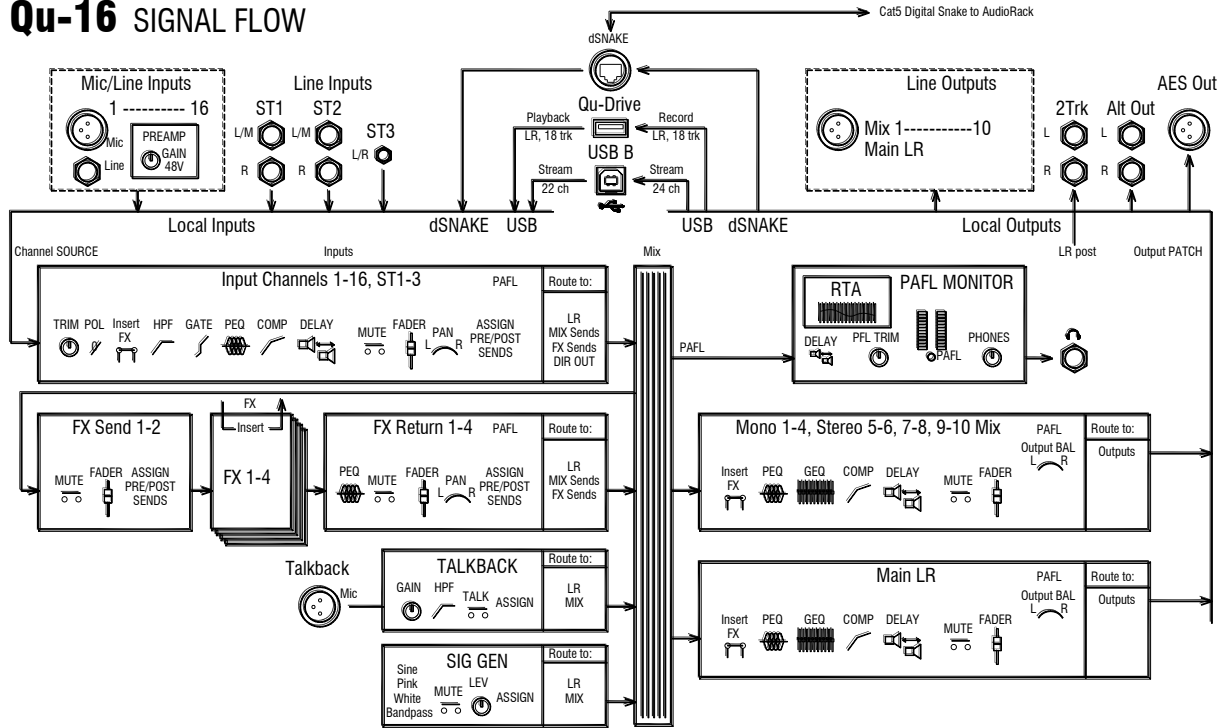 Qu-16 SIGNAL FLOW
Cat5 Digital Snake to AudioRack
dSNAKE
Mic/Line Inputs
1 ---------- 16
Mic
Line
PREAMP
GAIN
48V
Line Inputs
ST1
ST2
ST3
L/M
L/M
L/R
R
R
Qu-Drive
Playback
LR, 18 trk
Record
LR, 18 trk
USB B
Stream
22 ch
Stream
24 ch
Line Outputs
Mix 1-----------10
Main LR
2Trk
Alt Out
L
L
R
R
AES Out
Local Inputs
dSNAKE
USB
USB
dSNAKE
Local Outputs
Channel SOURCE
Inputs
Mix
LR post
Output PATCH
Input Channels 1-16, ST1-3
PAFL
Route to:
TRIM
POL
Insert
FX
HPF
GATE
PEQ
COMP
DELAY
MUTE
FADER
PAN
L
R
ASSIGN
PRE/POST
SENDS
LR
MIX Sends
FX Sends
DIR OUT
PAFL
RTA
PAFL MONITOR
DELAY
PFL TRIM
PAFL
PHONES
FX Send 1-2
MUTE
FADER
ASSIGN
PRE/POST
SENDS
FX
Insert
FX 1-4
FX Return 1-4
PAFL
Route to:
PEQ
MUTE
FADER
PAN
L
R
ASSIGN
PRE/POST
SENDS
LR
MIX Sends
FX Sends
Mono 1-4, Stereo 5-6, 7-8, 9-10 Mix
PAFL
Route to:
Insert
FX
PEQ
GEQ
COMP
DELAY
MUTE
FADER
Output BAL
L
R
Outputs
Talkback
Mic
TALKBACK
Route to:
GAIN
HPF
TALK
ASSIGN
LR
MIX
Main LR
PAFL
Route to:
Insert
FX
PEQ
GEQ
COMP
DELAY
MUTE
FADER
Output BAL
L
R
Outputs
SIG GEN
Route to:
Sine
Pink
White
Bandpass
MUTE
LEV
ASSIGN
LR
MIX